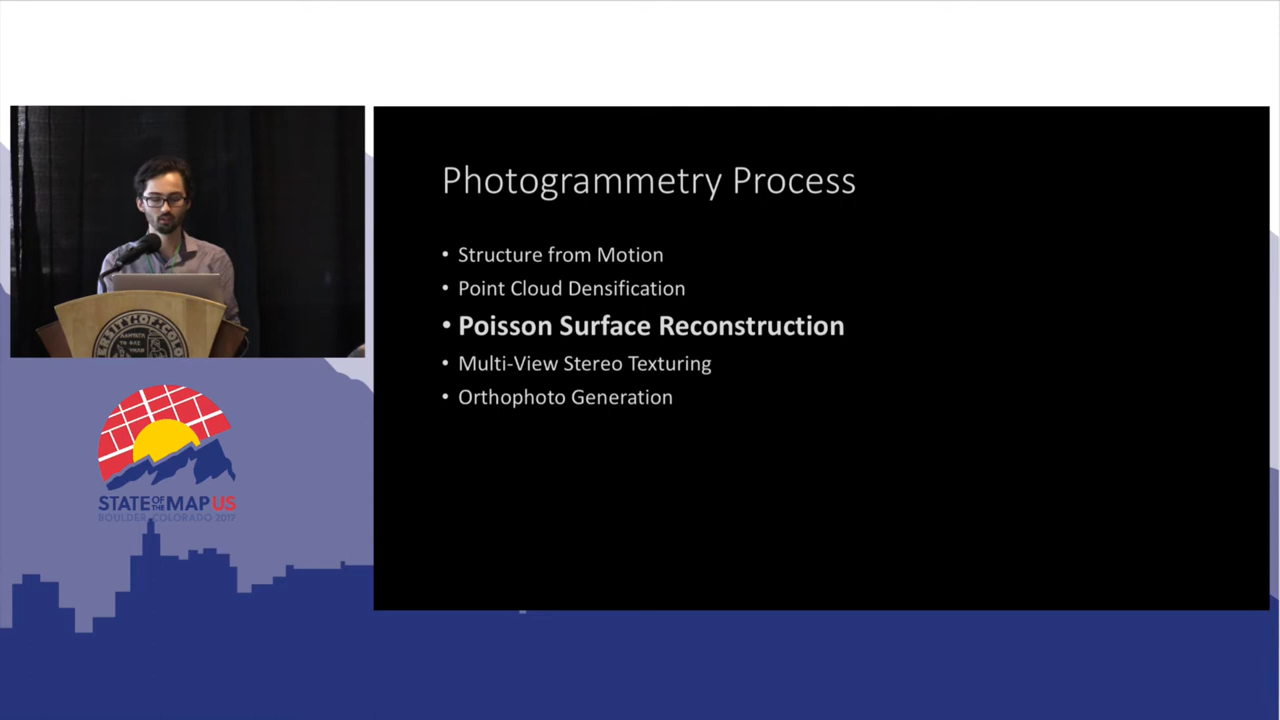 Photogrammetry Process
• Structure from Motion
• Point Cloud Densification
• Poisson Surface Reconstruction
• Multi-View Stereo Texturing
• Orthophoto Generation
STATE OF THE MAP US
BOULDER, COLORADO 2017